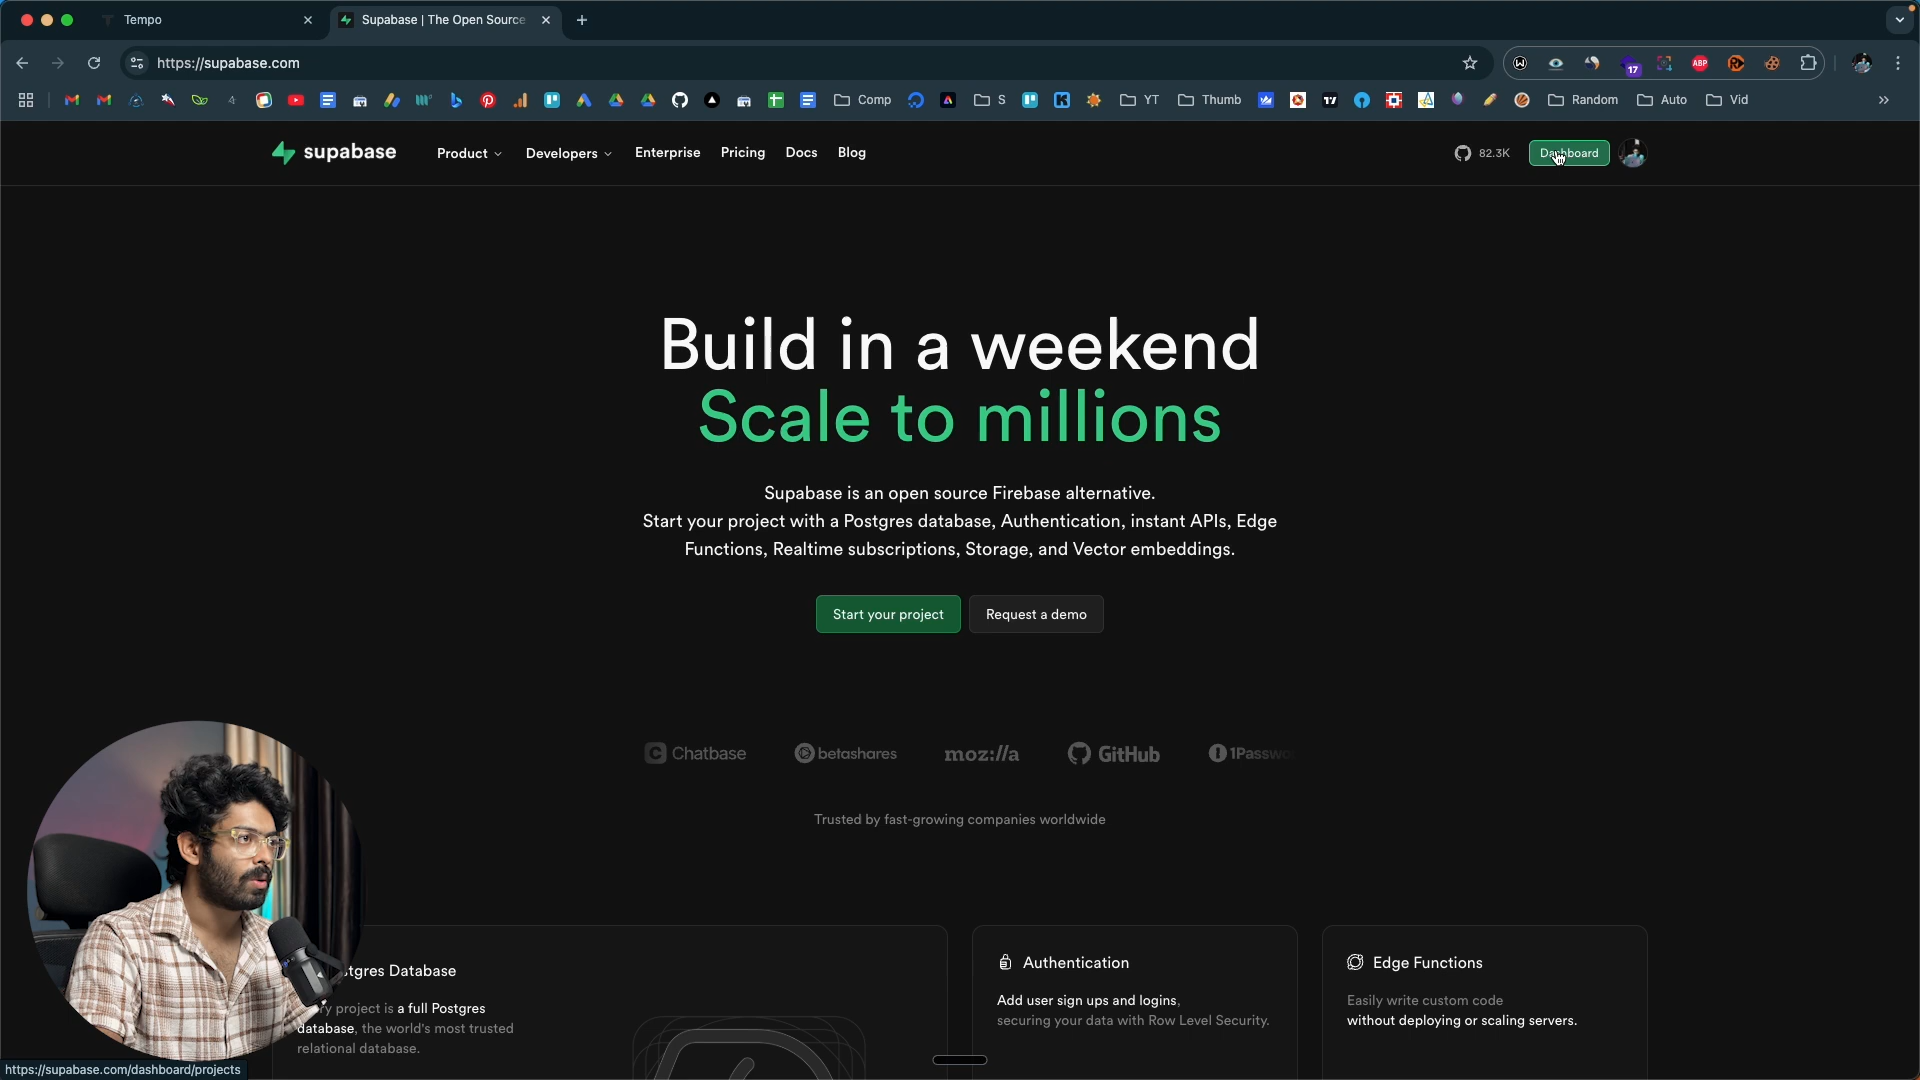 Tempo
Supabase | The Open Source
https://supabase.com
17
ABP
Comp
S
YT
Thumb
Random
Auto
Vid
supabase
Product
Developers
Enterprise
Pricing
Docs
Blog
82.3K
Dashboard
Build in a weekend
Scale to millions
Supabase is an open source Firebase alternative.
Start your project with a Postgres database, Authentication, instant APIs, Edge
Functions, Realtime subscriptions, Storage, and Vector embeddings.
Start your project
Request a demo
Chatbase
betashares
moz://a
GitHub
1Passwo
Trusted by fast-growing companies worldwide
stgres Database
ry project is a full Postgres
database, the world's most trusted
relational database.
Authentication
Add user sign ups and logins,
securing your data with Row Level Security.
Edge Functions
Easily write custom code
without deploying or scaling servers.
https://supabase.com/dashboard/projects